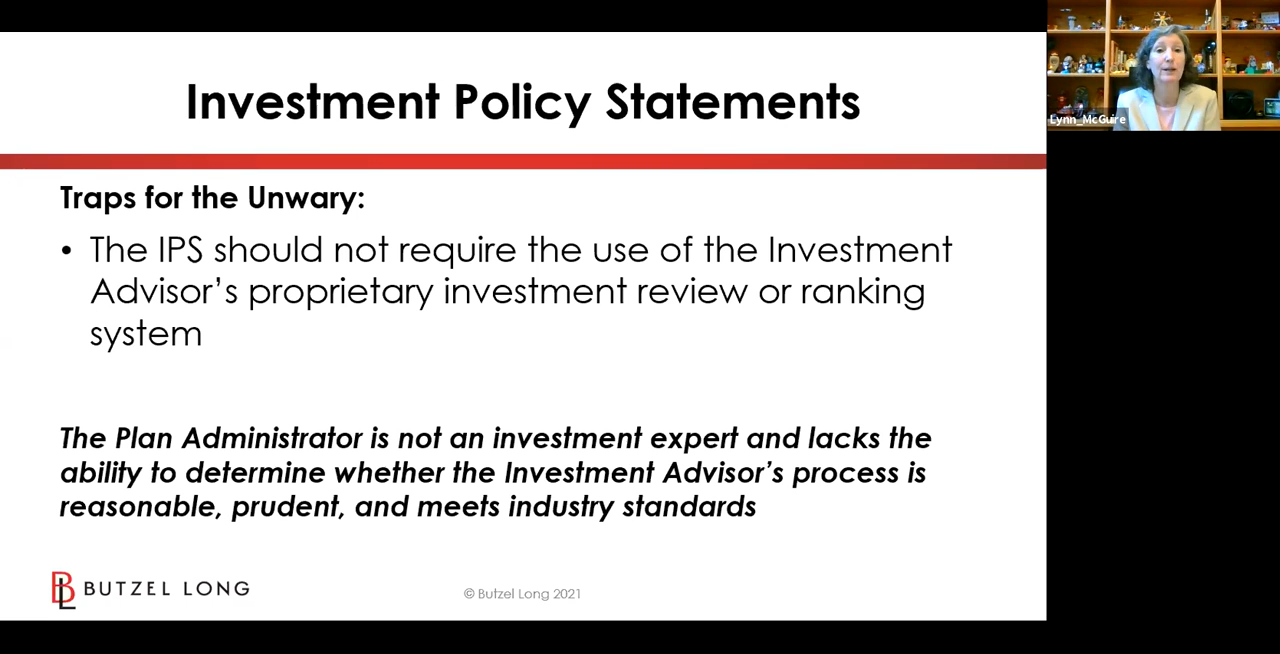 Investment Policy Statements
Traps for the Unwary:
• The IPS should not require the use of the Investment
Advisor’s proprietary investment review or ranking
system
The Plan Administrator is not an investment expert and lacks the
ability to determine whether the Investment Advisor’s process is
reasonable, prudent, and meets industry standards
BL BUTZEL LONG
© Butzel Long 2021
Lynn_McGuire